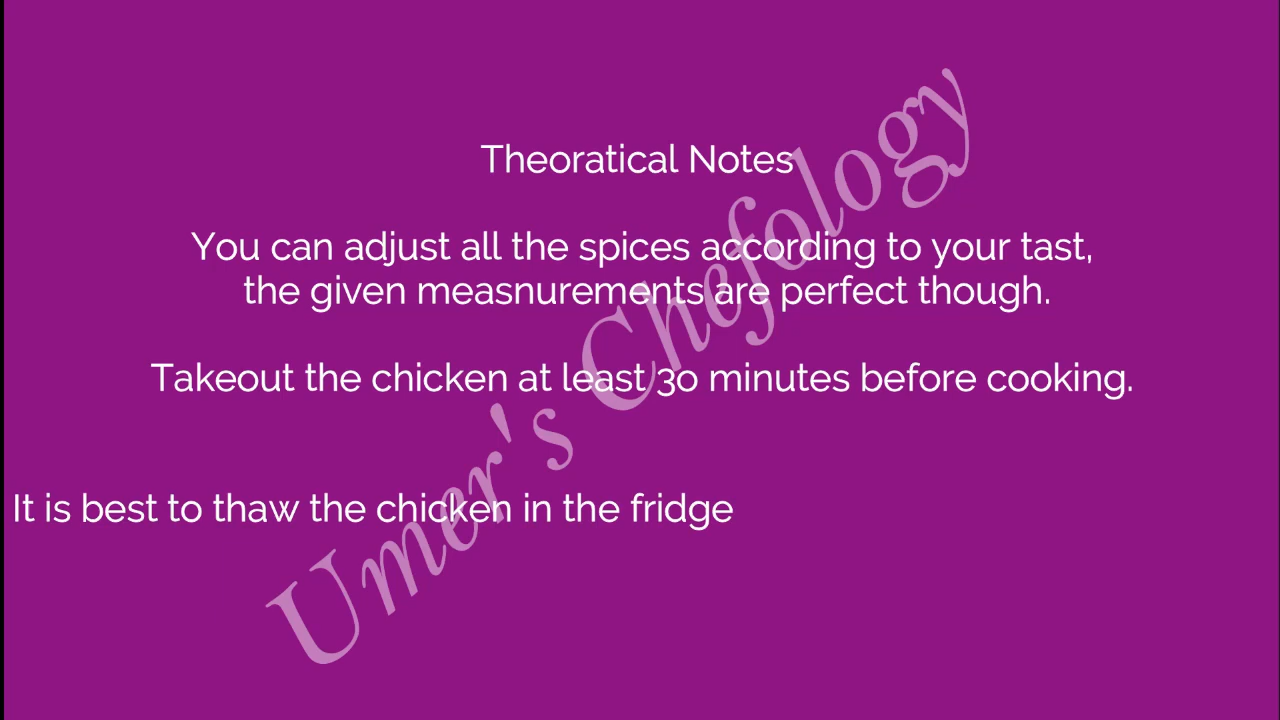 Theoratical Notes
You can adjust all the spices according to your tast,
the given measnurements are perfect though.
Takeout the chicken at least 30 minutes before cooking.
It is best to thaw the chicken in the fridge
Umer's Chefology